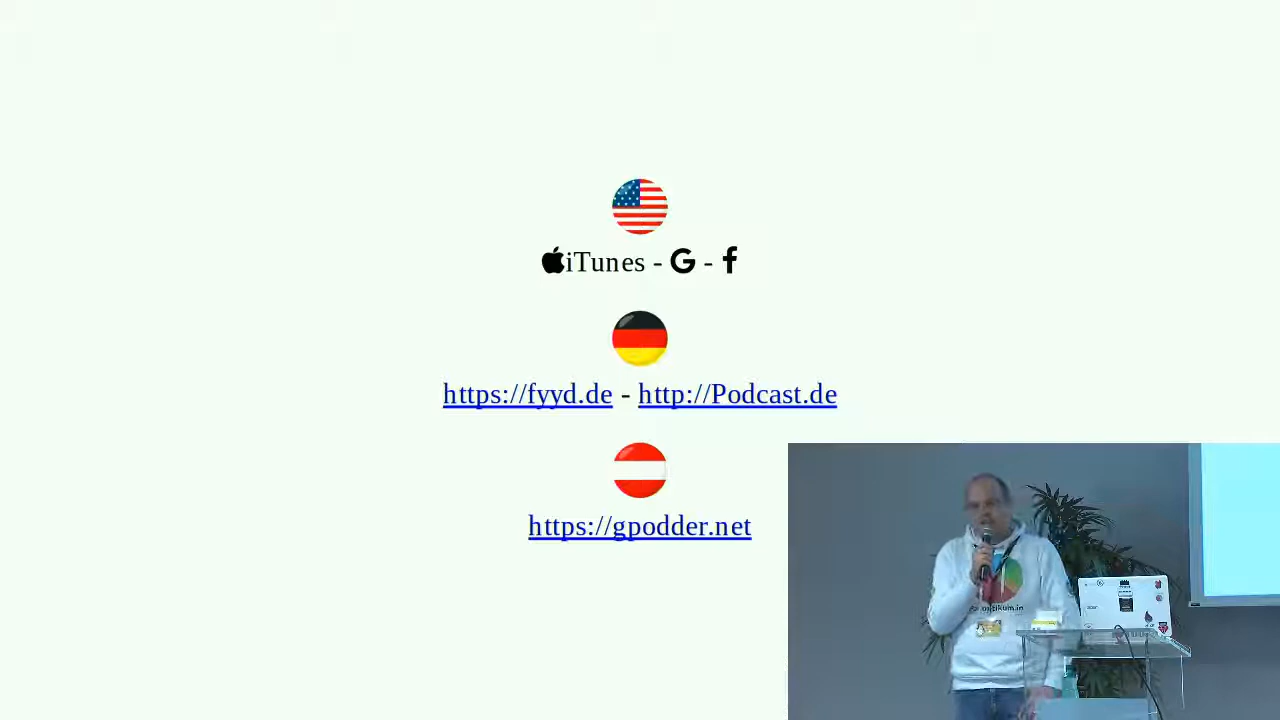 iTunes - G - f
https://fyyd.de - http://Podcast.de
https://gpodder.net